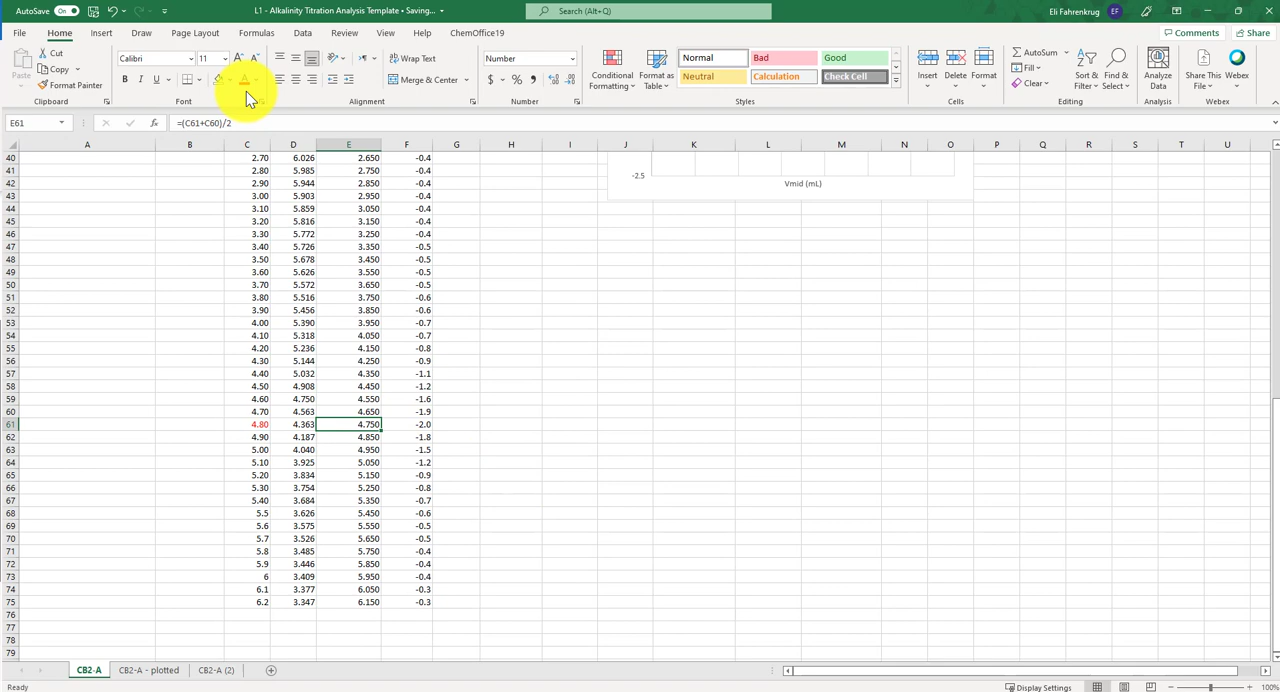 AutoSave On L1 - Alkalinity Titration Analysis Template • Saving... Search (Alt+Q) Eli Fahrenkrug EF
File Home Insert Draw Page Layout Formulas Data Review View Help ChemOffice19 Comments Share
Paste Cut Copy Format Painter Clipboard
Calibri 11 B I U A Font
Wrap Text Merge & Center Alignment
Number $ % Number
Conditional Formatting Format as Table Normal Bad Good Neutral Calculation Check Cell Styles
Insert Delete Format Cells
AutoSum Fill Clear Sort & Filter Find & Select Editing
Analyze Data Analysis
Share This File Webex Webex
E61 fx =(C61+C60)/2
A B C D E F G H I J K L M N O P Q R S T U
40 2.70 6.026 2.650 -0.4
41 2.80 5.985 2.750 -0.4
42 2.90 5.944 2.850 -0.4
43 3.00 5.903 2.950 -0.4
44 3.10 5.859 3.050 -0.4
45 3.20 5.816 3.150 -0.4
46 3.30 5.772 3.250 -0.4
47 3.40 5.726 3.350 -0.5
48 3.50 5.678 3.450 -0.5
49 3.60 5.626 3.550 -0.5
50 3.70 5.572 3.650 -0.5
51 3.80 5.516 3.750 -0.6
52 3.90 5.456 3.850 -0.6
53 4.00 5.390 3.950 -0.7
54 4.10 5.318 4.050 -0.7
55 4.20 5.236 4.150 -0.8
56 4.30 5.144 4.250 -0.9
57 4.40 5.032 4.350 -1.1
58 4.50 4.908 4.450 -1.2
59 4.60 4.750 4.550 -1.6
60 4.70 4.563 4.650 -1.9
61 4.80 4.363 4.750 -2.0
62 4.90 4.187 4.850 -1.8
63 5.00 4.040 4.950 -1.5
64 5.10 3.925 5.050 -1.2
65 5.20 3.834 5.150 -0.9
66 5.30 3.754 5.250 -0.8
67 5.40 3.684 5.350 -0.7
68 5.5 3.626 5.450 -0.6
69 5.6 3.575 5.550 -0.5
70 5.7 3.526 5.650 -0.5
71 5.8 3.485 5.750 -0.4
72 5.9 3.446 5.850 -0.4
73 6 3.409 5.950 -0.4
74 6.1 3.377 6.050 -0.3
75 6.2 3.347 6.150 -0.3
76
77
78
79
-2.5
Vmid (mL)
CB2-A CB2-A - plotted CB2-A (2)
Ready Display Settings 100%